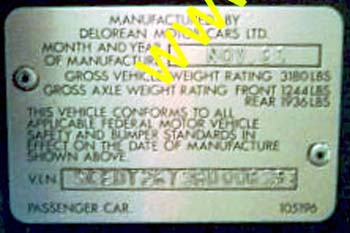 MANUFACTURED BY
DELOREAN MOTOR CARS LTD.
MONTH AND YEAR
OF MANUFACTURE NOV.
GROSS VEHICLE WEIGHT RATING 3180 LBS
GROSS AXLE WEIGHT RATING FRONT 1244 LBS
REAR 1936 LBS
THIS VEHICLE CONFORMS TO ALL
APPLICABLE FEDERAL MOTOR VEHICLE
SAFETY AND BUMPER STANDARDS IN
EFFECT ON THE DATE OF MANUFACTURE
SHOWN ABOVE.
V.I.N.
PASSENGER CAR. 105196
www.